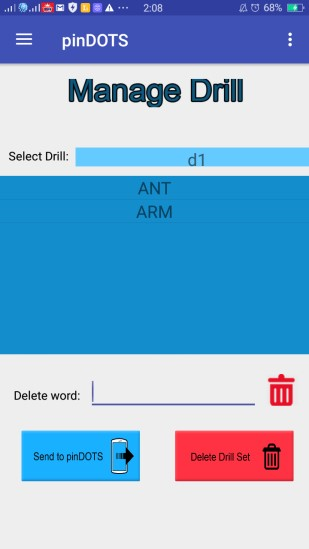 2:08 68%
pinDOTS
Manage Drill
Select Drill: d1
ANT
ARM
Delete word:
Send to pinDOTS Delete Drill Set